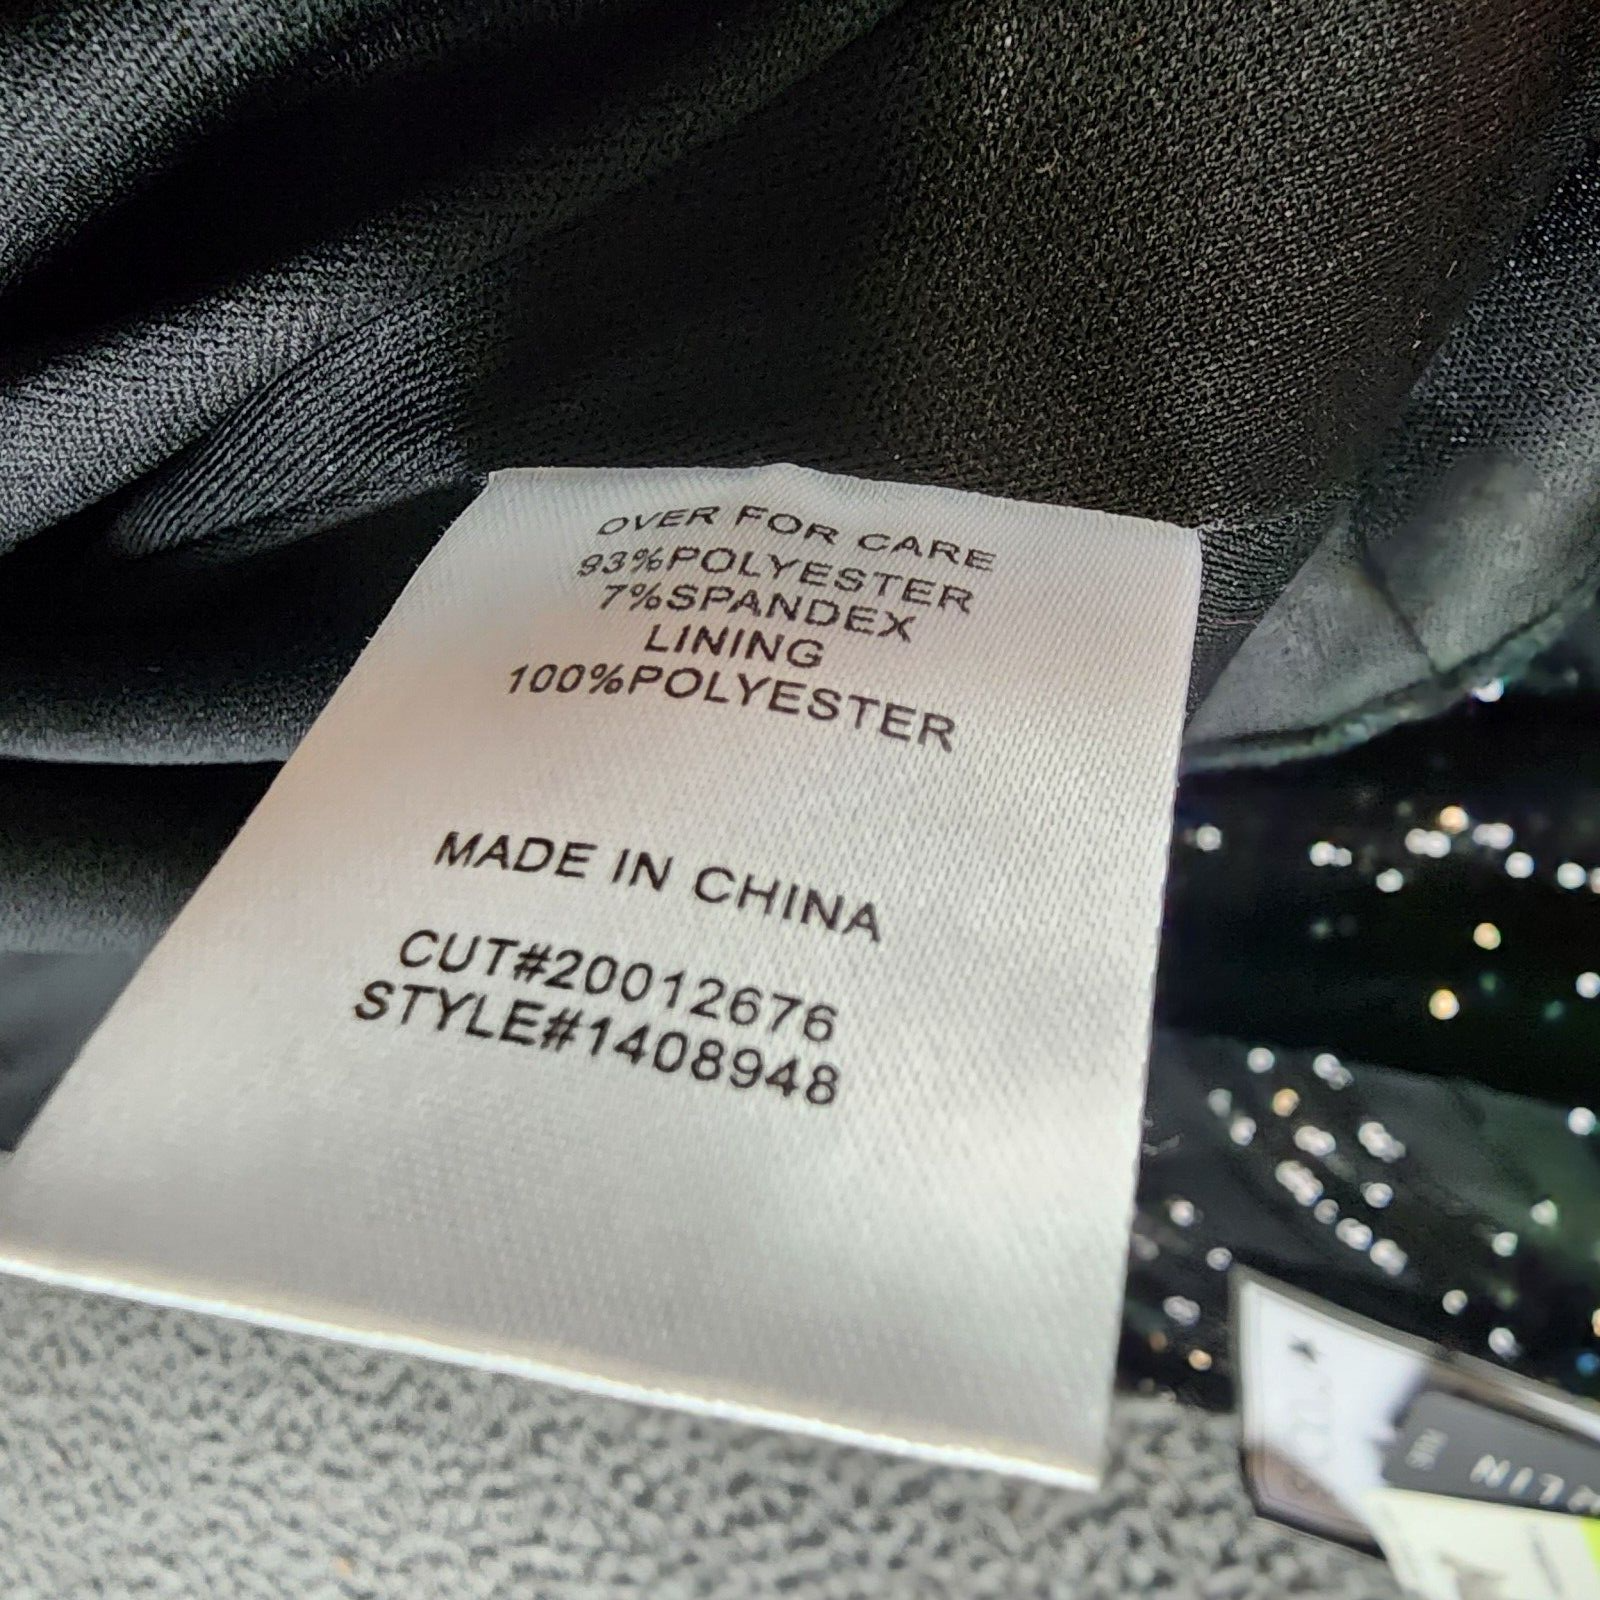 OVER FOR CARE
93%POLYESTER
7%SPANDEX
LINING
100%POLYESTER
MADE IN CHINA
CUT#20012676
STYLE#1408948